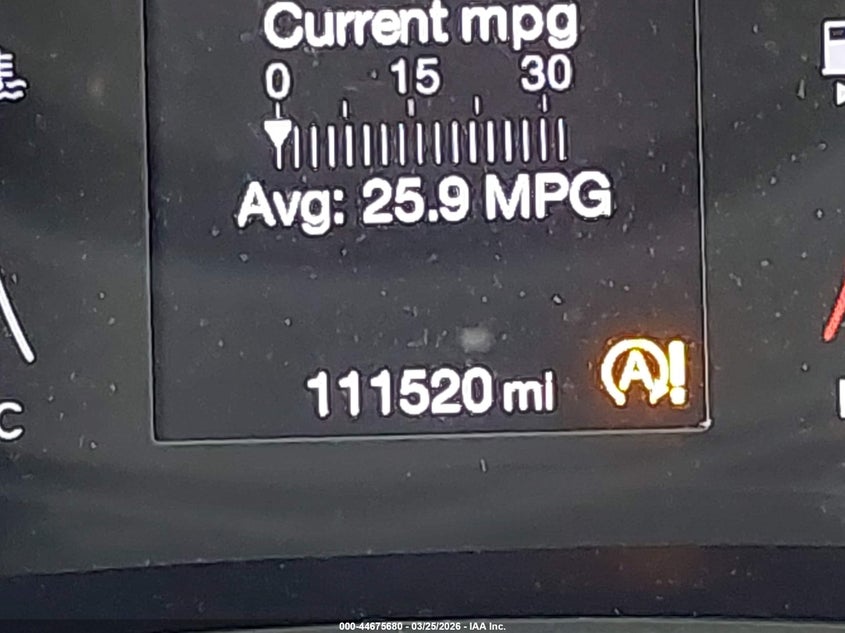 Current mpg
0 15 30
Avg: 25.9 MPG
A!
111520 mi
C
000-44675680 - 03/25/2026 - IAA Inc.